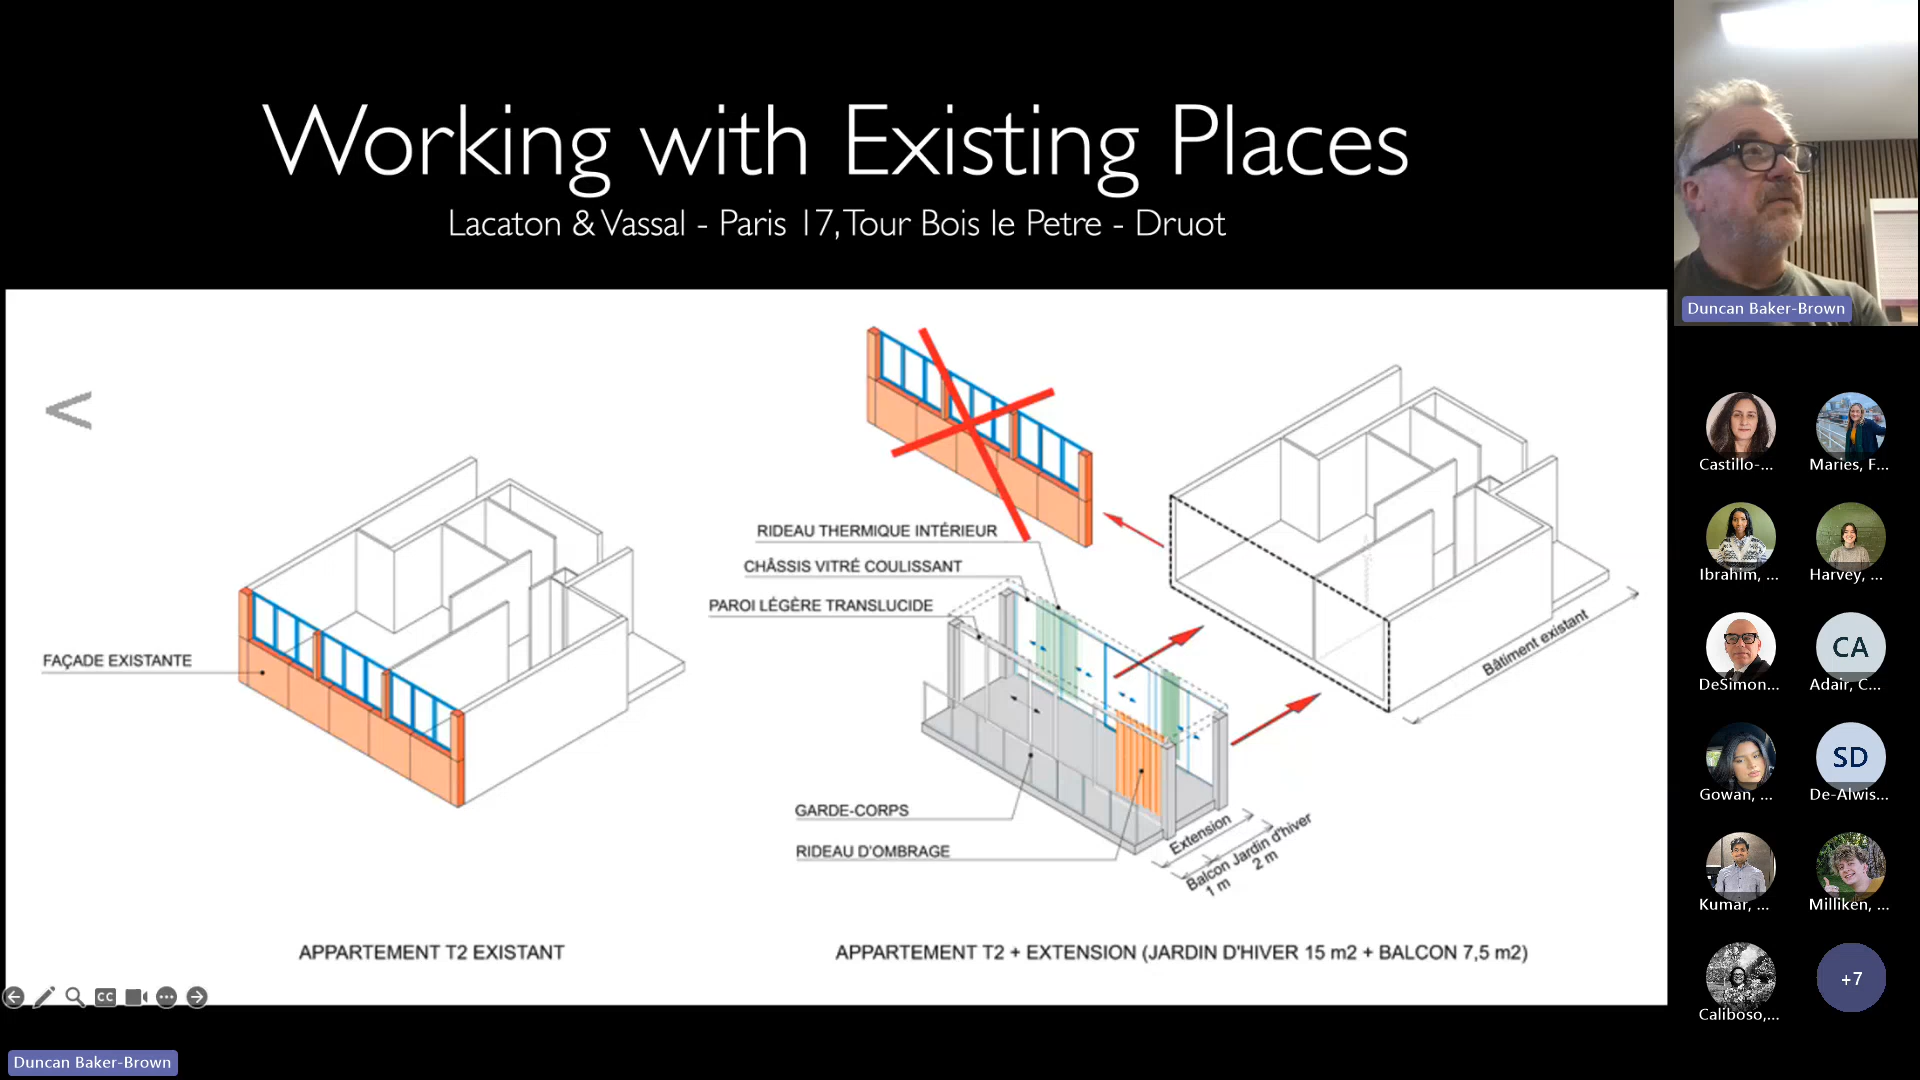 Working with Existing Places
Lacaton & Vassal - Paris 17, Tour Bois le Petre - Druot
<
FAÇADE EXISTANTE
APPARTEMENT T2 EXISTANT
RIDEAU THERMIQUE INTÉRIEUR
CHÂSSIS VITRÉ COULISSANT
PAROI LÉGÈRE TRANSLUCIDE
GARDE-CORPS
RIDEAU D'OMBRAGE
Extension
Balcon Jardin d'hiver
1 m 2 m
Bâtiment existant
APPARTEMENT T2 + EXTENSION (JARDIN D'HIVER 15 m2 + BALCON 7,5 m2)
CC
Duncan Baker-Brown
Duncan Baker-Brown
Castillo-...
Maries, F...
Ibrahim, ...
Harvey, ...
DeSimon...
CA
Adair, C...
Gowan, ...
SD
De-Alwis...
Kumar, ...
Milliken, ...
Caliboso,...
+7